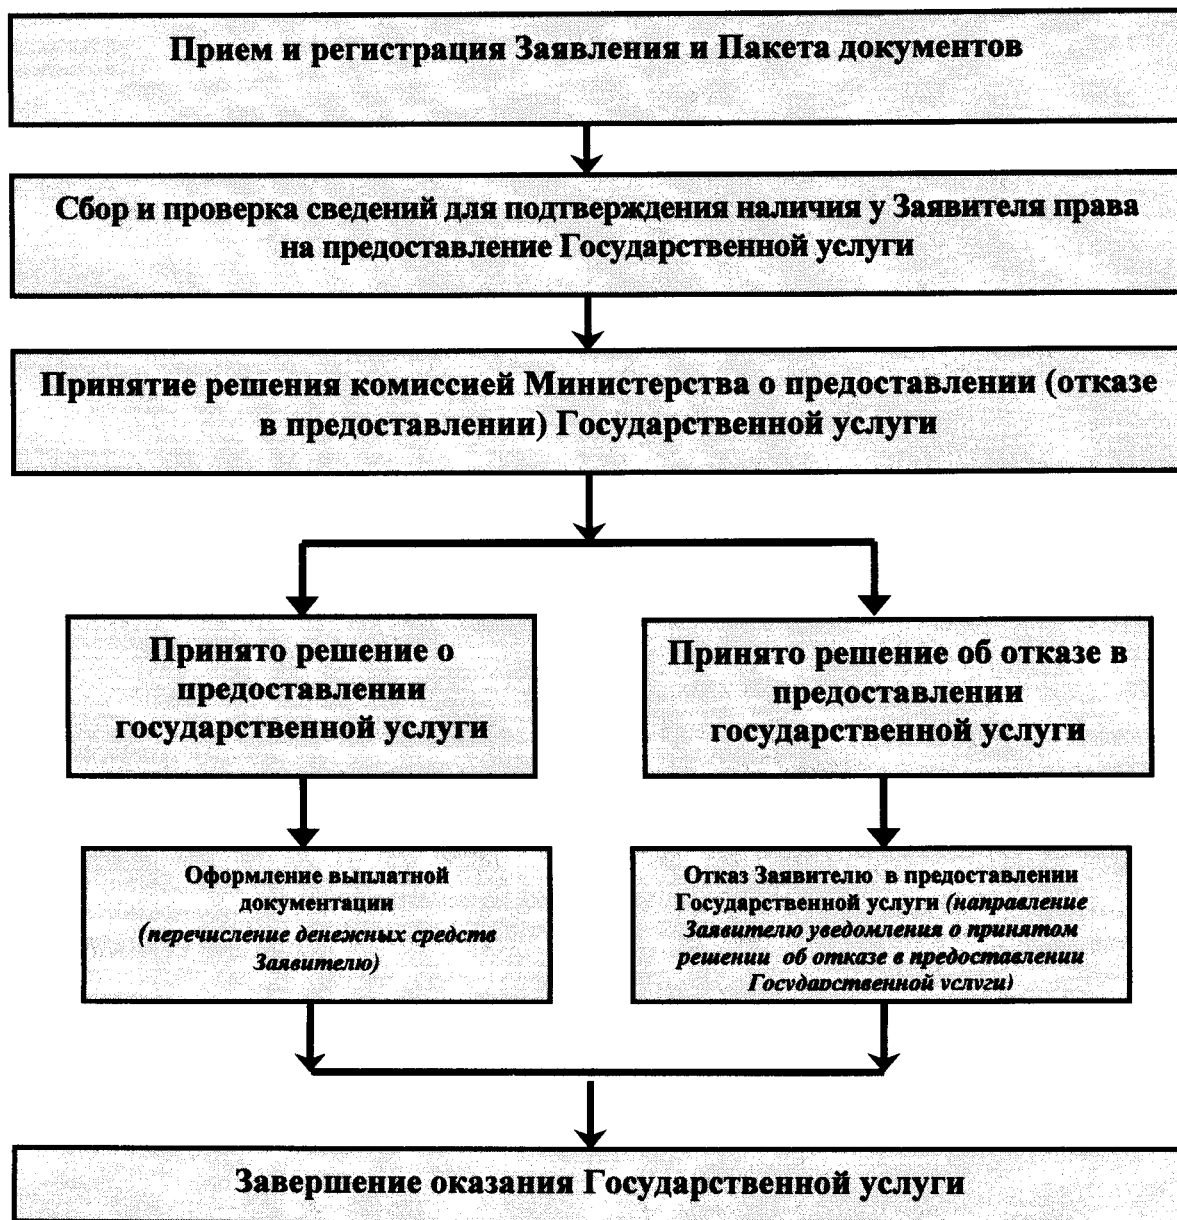 Прием и регистрация Заявления и Пакета документов
Сбор и проверка сведений для подтверждения наличия у Заявителя права
на предоставление Государственной услуги
Принятие решения комиссией Министерства о предоставлении (отказе
в предоставлении) Государственной услуги
Принято решение о
предоставлении
государственной услуги
Принято решение об отказе в
предоставлении
государственной услуги
Оформление выплатной
документации
(перечисление денежных средств
Заявителю)
Отказ Заявителю в предоставлении
Государственной услуги (направление
Заявителю уведомления о принятом
решении об отказе в предоставлении
Государственной услуги)
Завершение оказания Государственной услуги